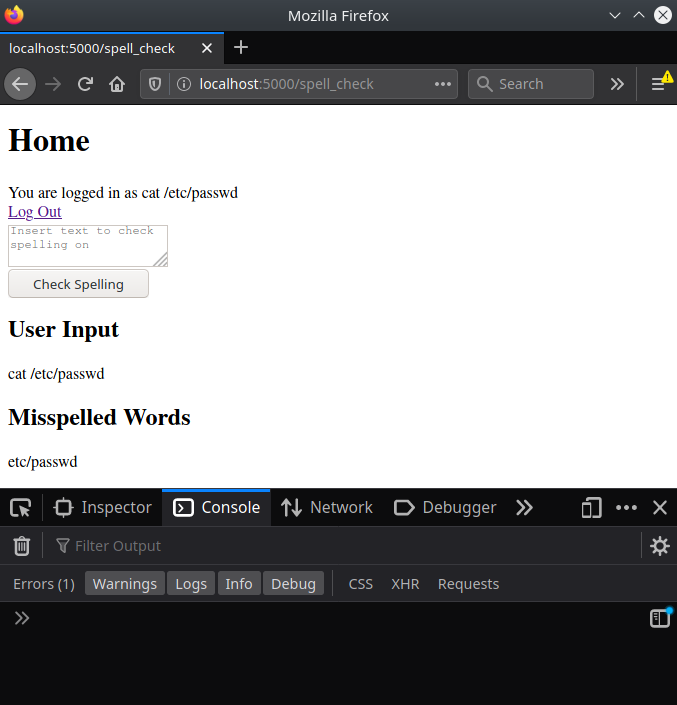 Mozilla Firefox
localhost:5000/spell_check
localhost:5000/spell_check
Search
Home
You are logged in as cat /etc/passwd
Log Out
Insert text to check
spelling on
Check Spelling
User Input
cat /etc/passwd
Misspelled Words
etc/passwd
Inspector Console Network Debugger
Filter Output
Errors (1) Warnings Logs Info Debug CSS XHR Requests